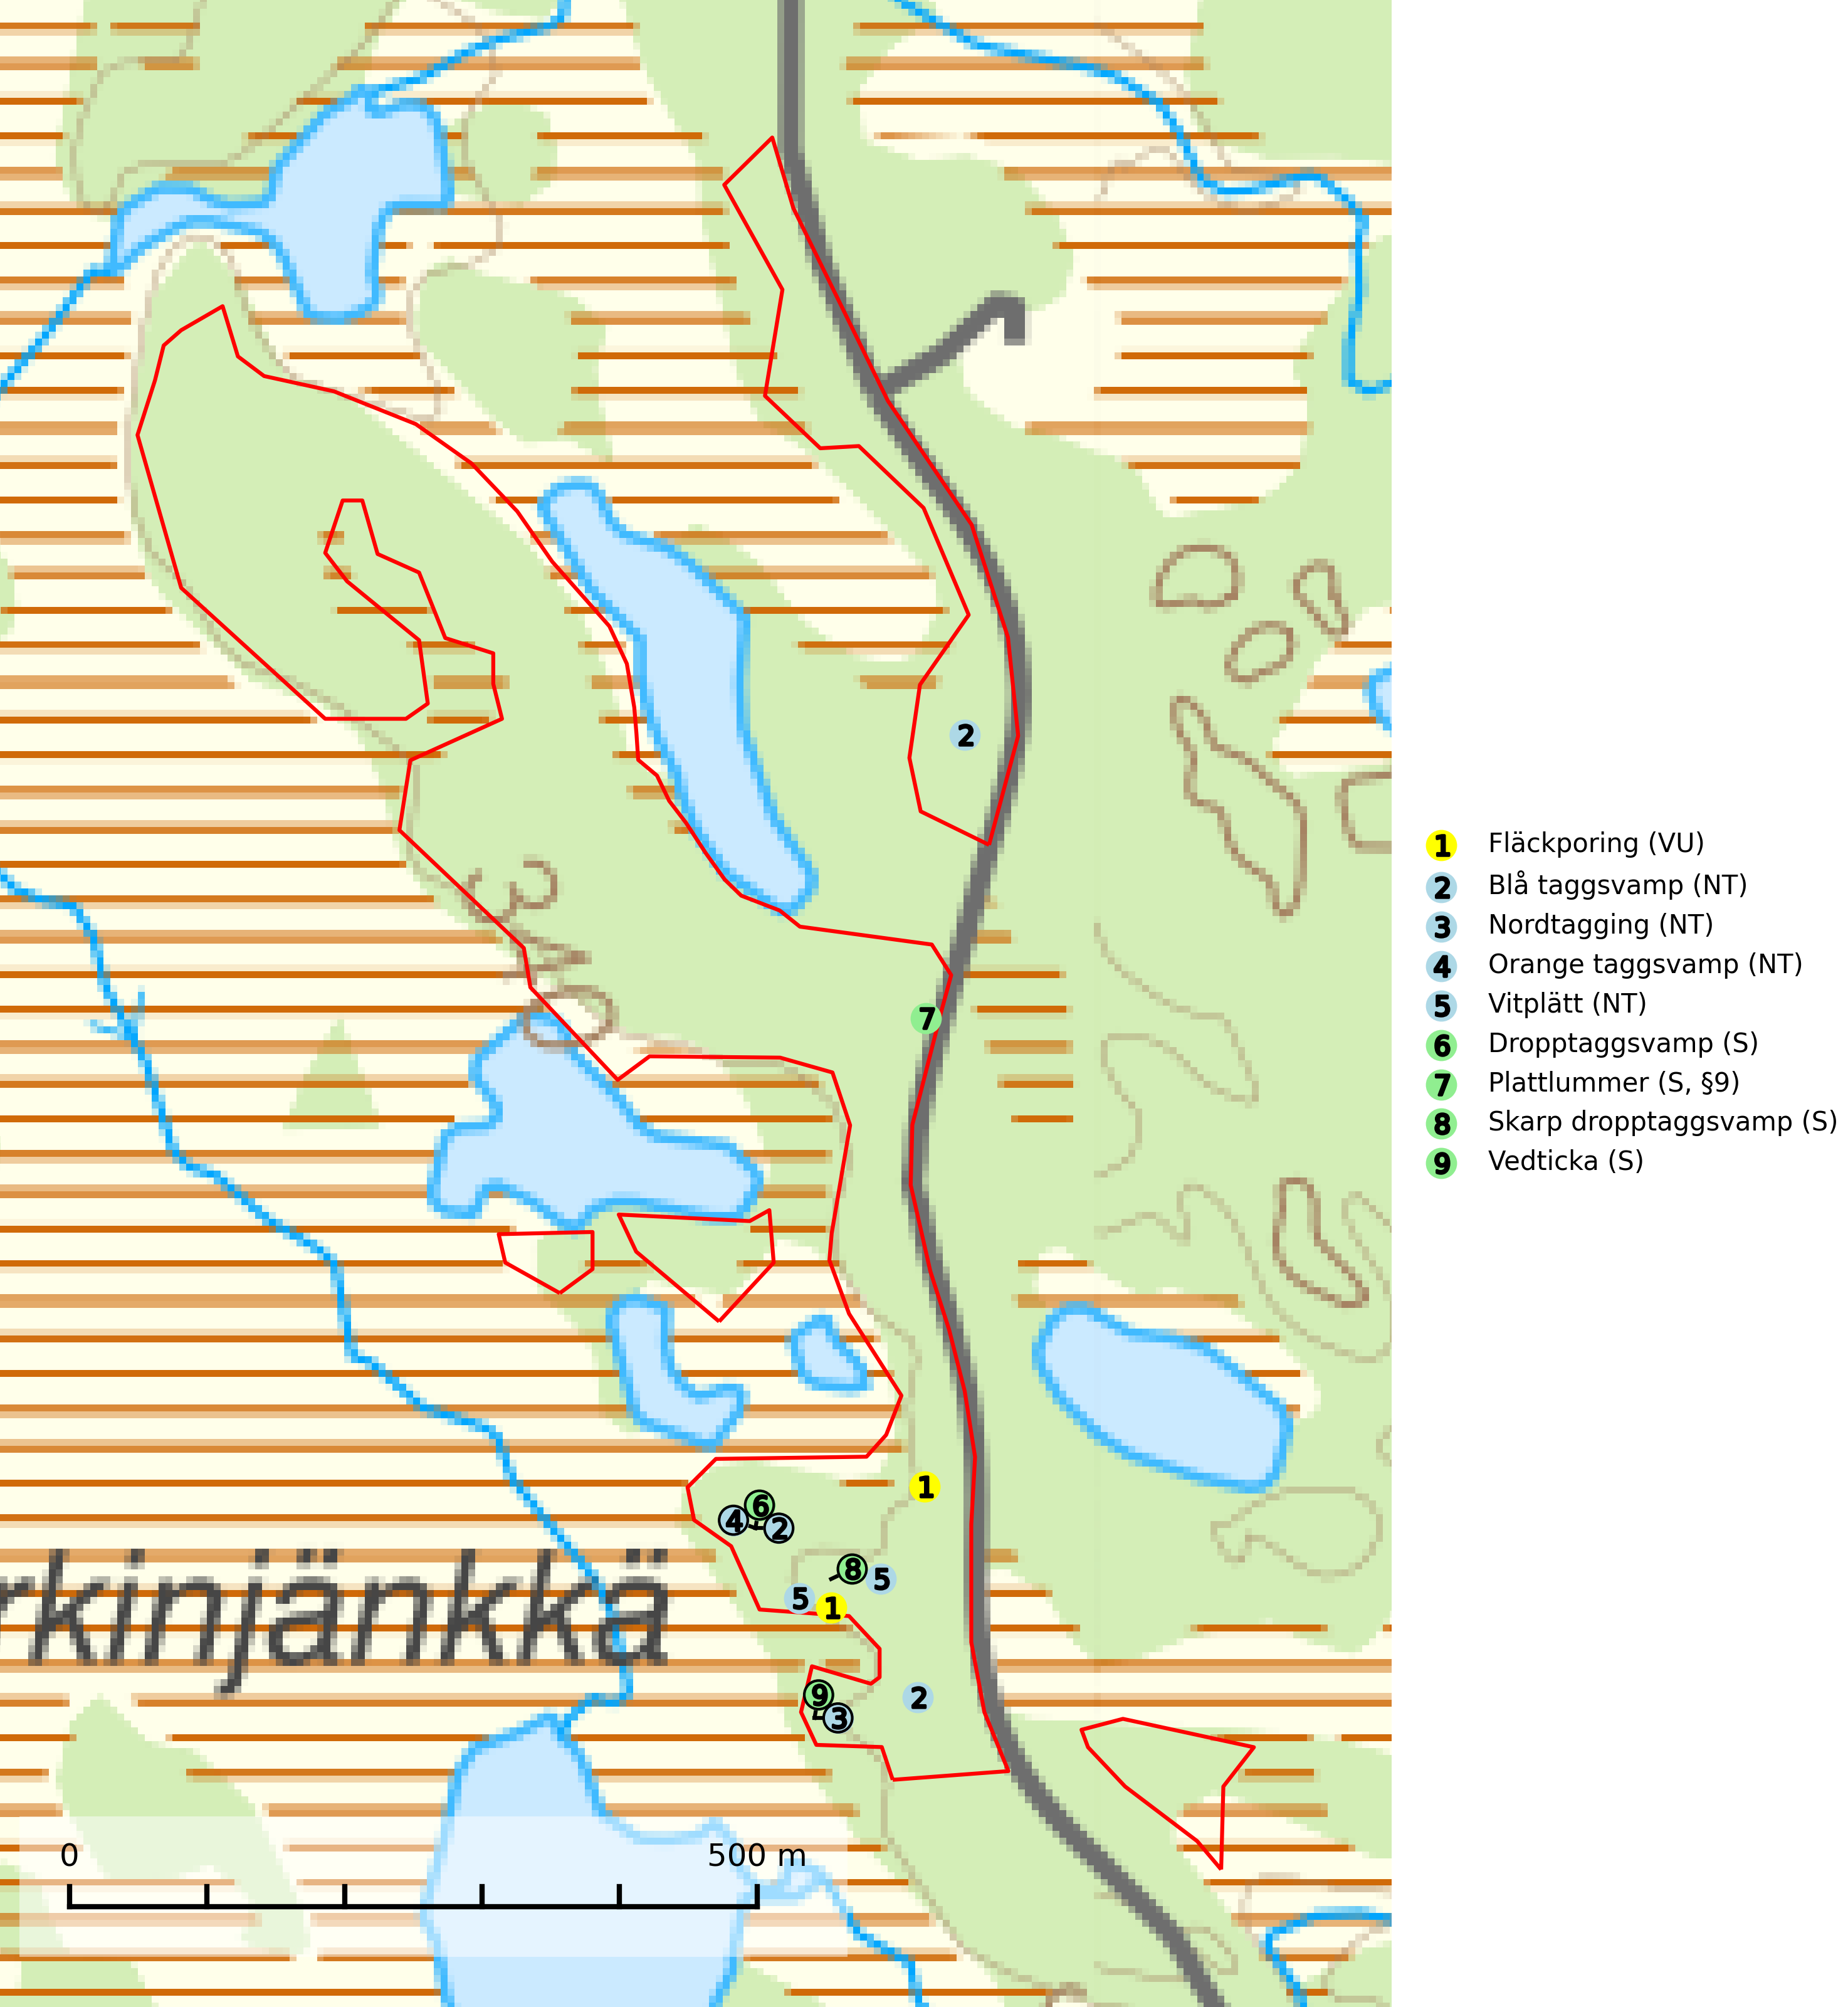 2
7
1
6
4 2
8 5
5 1
2
9
3
rkinjänkkä
0 500 m
1 Fläckporing (VU)
2 Blå taggsvamp (NT)
3 Nordtagging (NT)
4 Orange taggsvamp (NT)
5 Vitplätt (NT)
6 Dropptaggsvamp (S)
7 Plattlummer (S, §9)
8 Skarp dropptaggsvamp (S)
9 Vedticka (S)